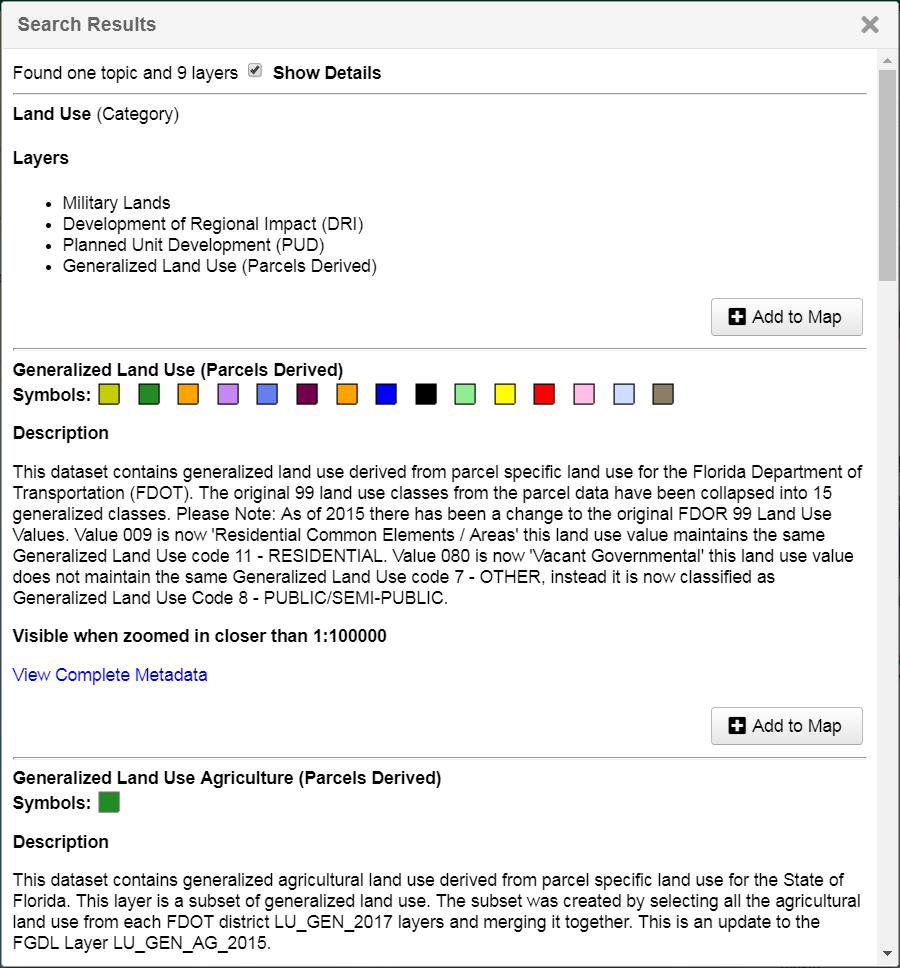 Search Results
Found one topic and 9 layers Show Details
Land Use (Category)
Layers
• Military Lands
• Development of Regional Impact (DRI)
• Planned Unit Development (PUD)
• Generalized Land Use (Parcels Derived)
Add to Map
Generalized Land Use (Parcels Derived)
Symbols:
Description
This dataset contains generalized land use derived from parcel specific land use for the Florida Department of
Transportation (FDOT). The original 99 land use classes from the parcel data have been collapsed into 15
generalized classes. Please Note: As of 2015 there has been a change to the original FDOR 99 Land Use
Values. Value 009 is now 'Residential Common Elements / Areas' this land use value maintains the same
Generalized Land Use code 11 - RESIDENTIAL. Value 080 is now 'Vacant Governmental' this land use value
does not maintain the same Generalized Land Use code 7 - OTHER, instead it is now classified as
Generalized Land Use Code 8 - PUBLIC/SEMI-PUBLIC.
Visible when zoomed in closer than 1:100000
View Complete Metadata
Add to Map
Generalized Land Use Agriculture (Parcels Derived)
Symbols:
Description
This dataset contains generalized agricultural land use derived from parcel specific land use for the State of
Florida. This layer is a subset of generalized land use. The subset was created by selecting all the agricultural
land use from each FDOT district LU_GEN_2017 layers and merging it together. This is an update to the
FGDL Layer LU_GEN_AG_2015.